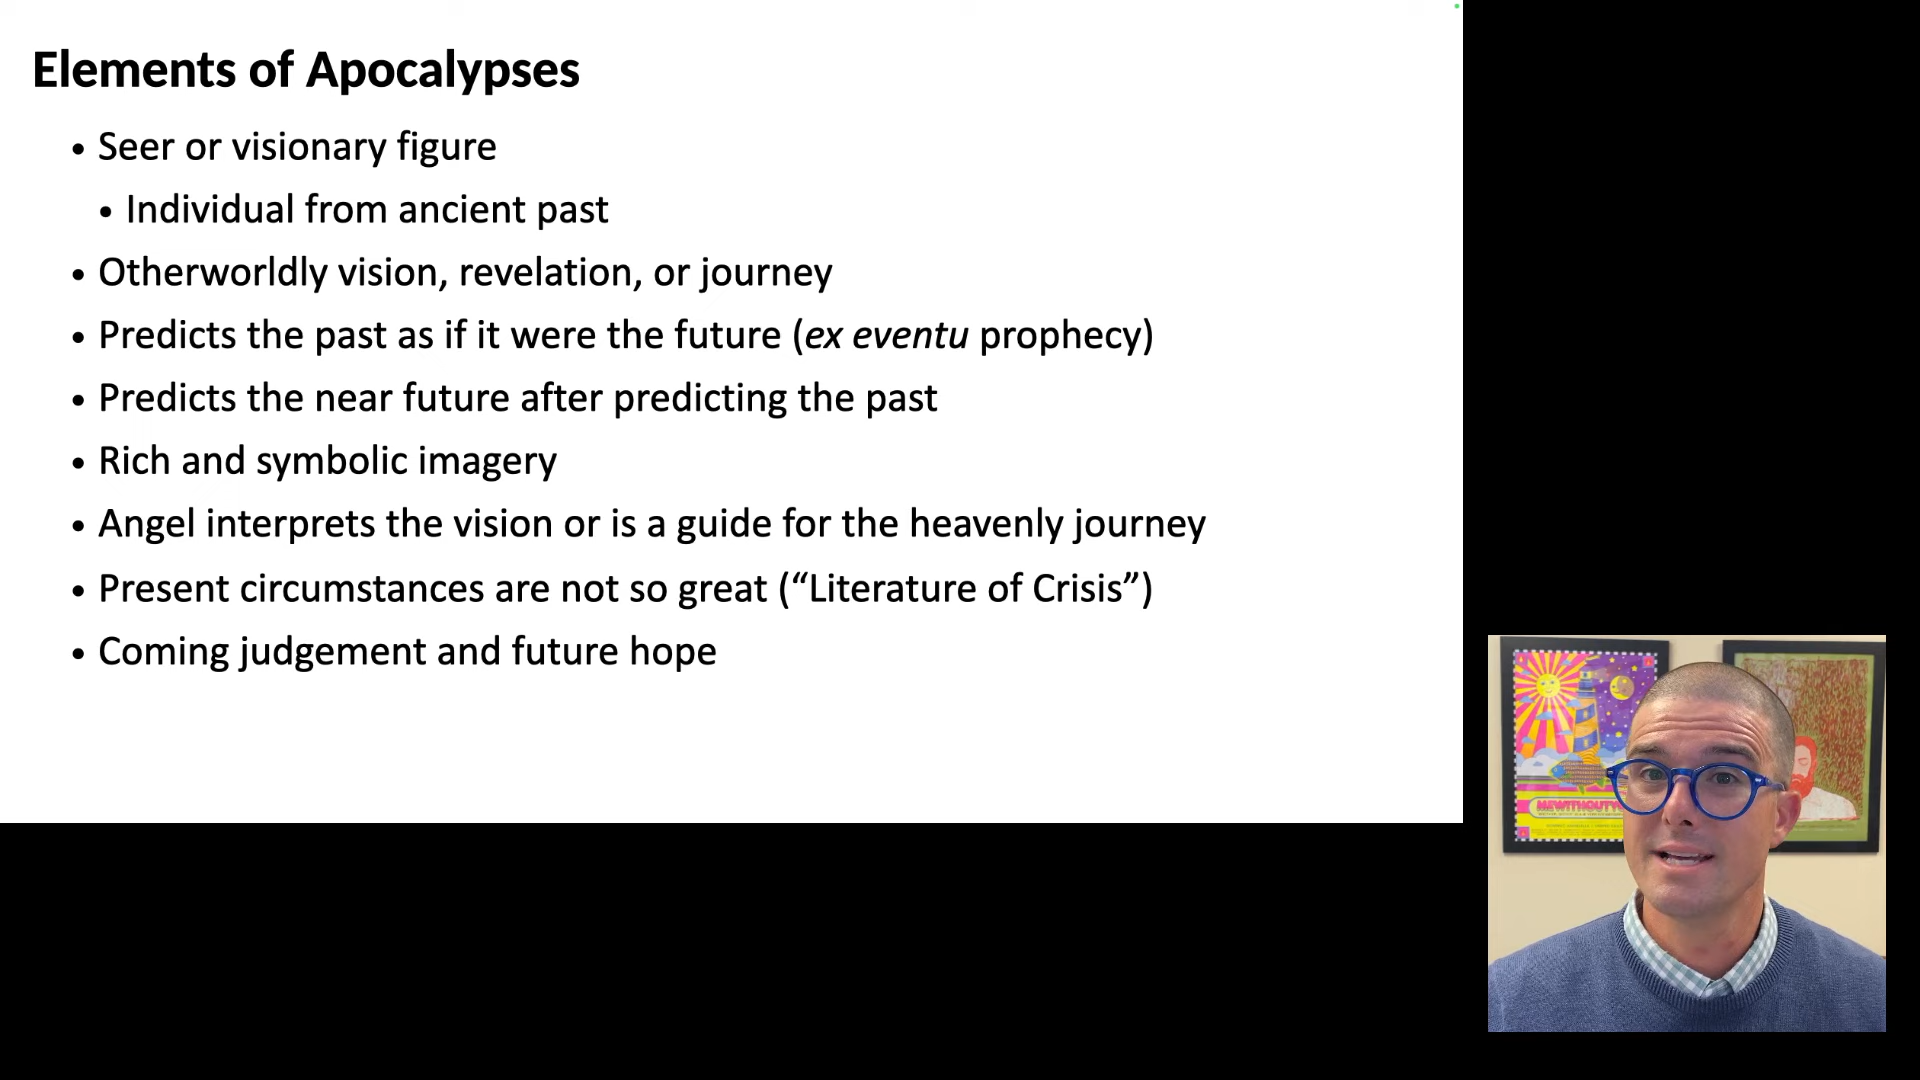 Elements of Apocalypses
• Seer or visionary figure
• Individual from ancient past
• Otherworldly vision, revelation, or journey
• Predicts the past as if it were the future (ex eventu prophecy)
• Predicts the near future after predicting the past
• Rich and symbolic imagery
• Angel interprets the vision or is a guide for the heavenly journey
• Present circumstances are not so great (“Literature of Crisis”)
• Coming judgement and future hope